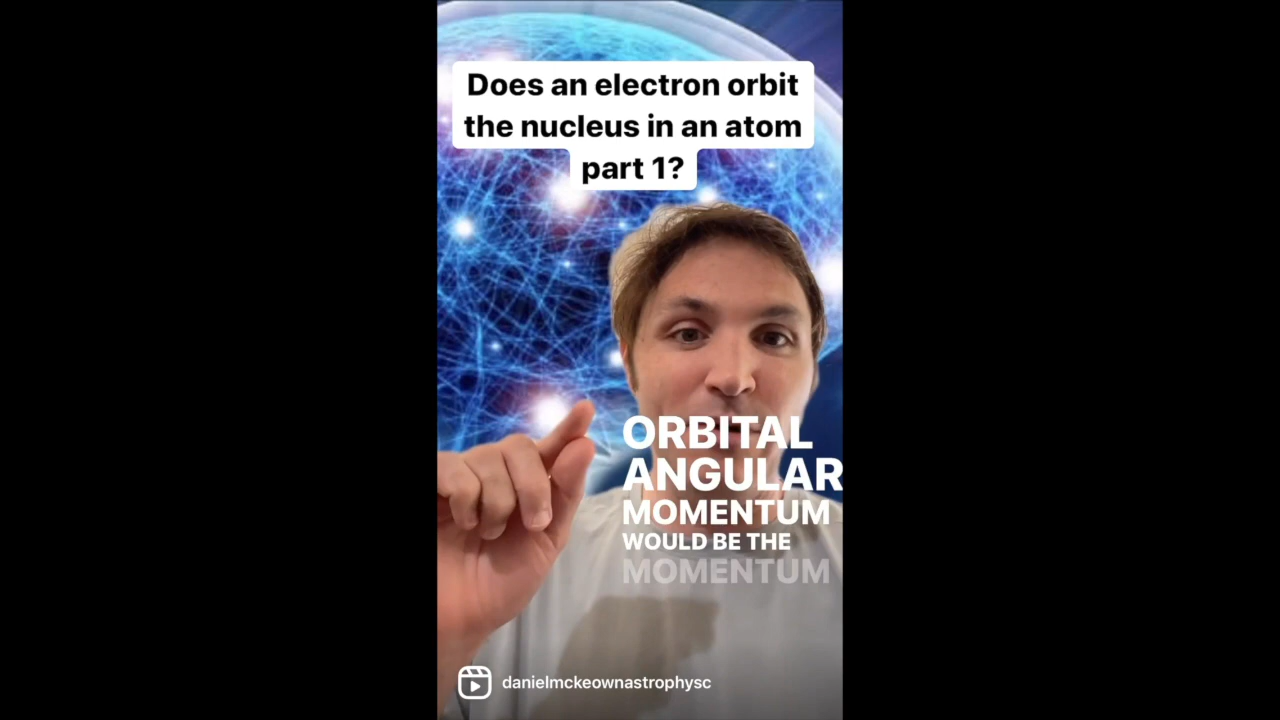 Does an electron orbit
the nucleus in an atom
part 1?
ORBITAL
ANGULAR
MOMENTUM
WOULD BE THE
MOMENTUM
danielmckeownastrophysc